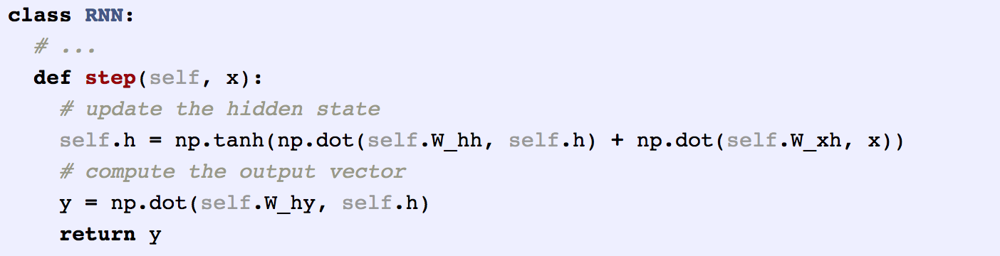 class RNN:
  # ...
  def step(self, x):
    # update the hidden state
    self.h = np.tanh(np.dot(self.W_hh, self.h) + np.dot(self.W_xh, x))
    # compute the output vector
    y = np.dot(self.W_hy, self.h)
    return y